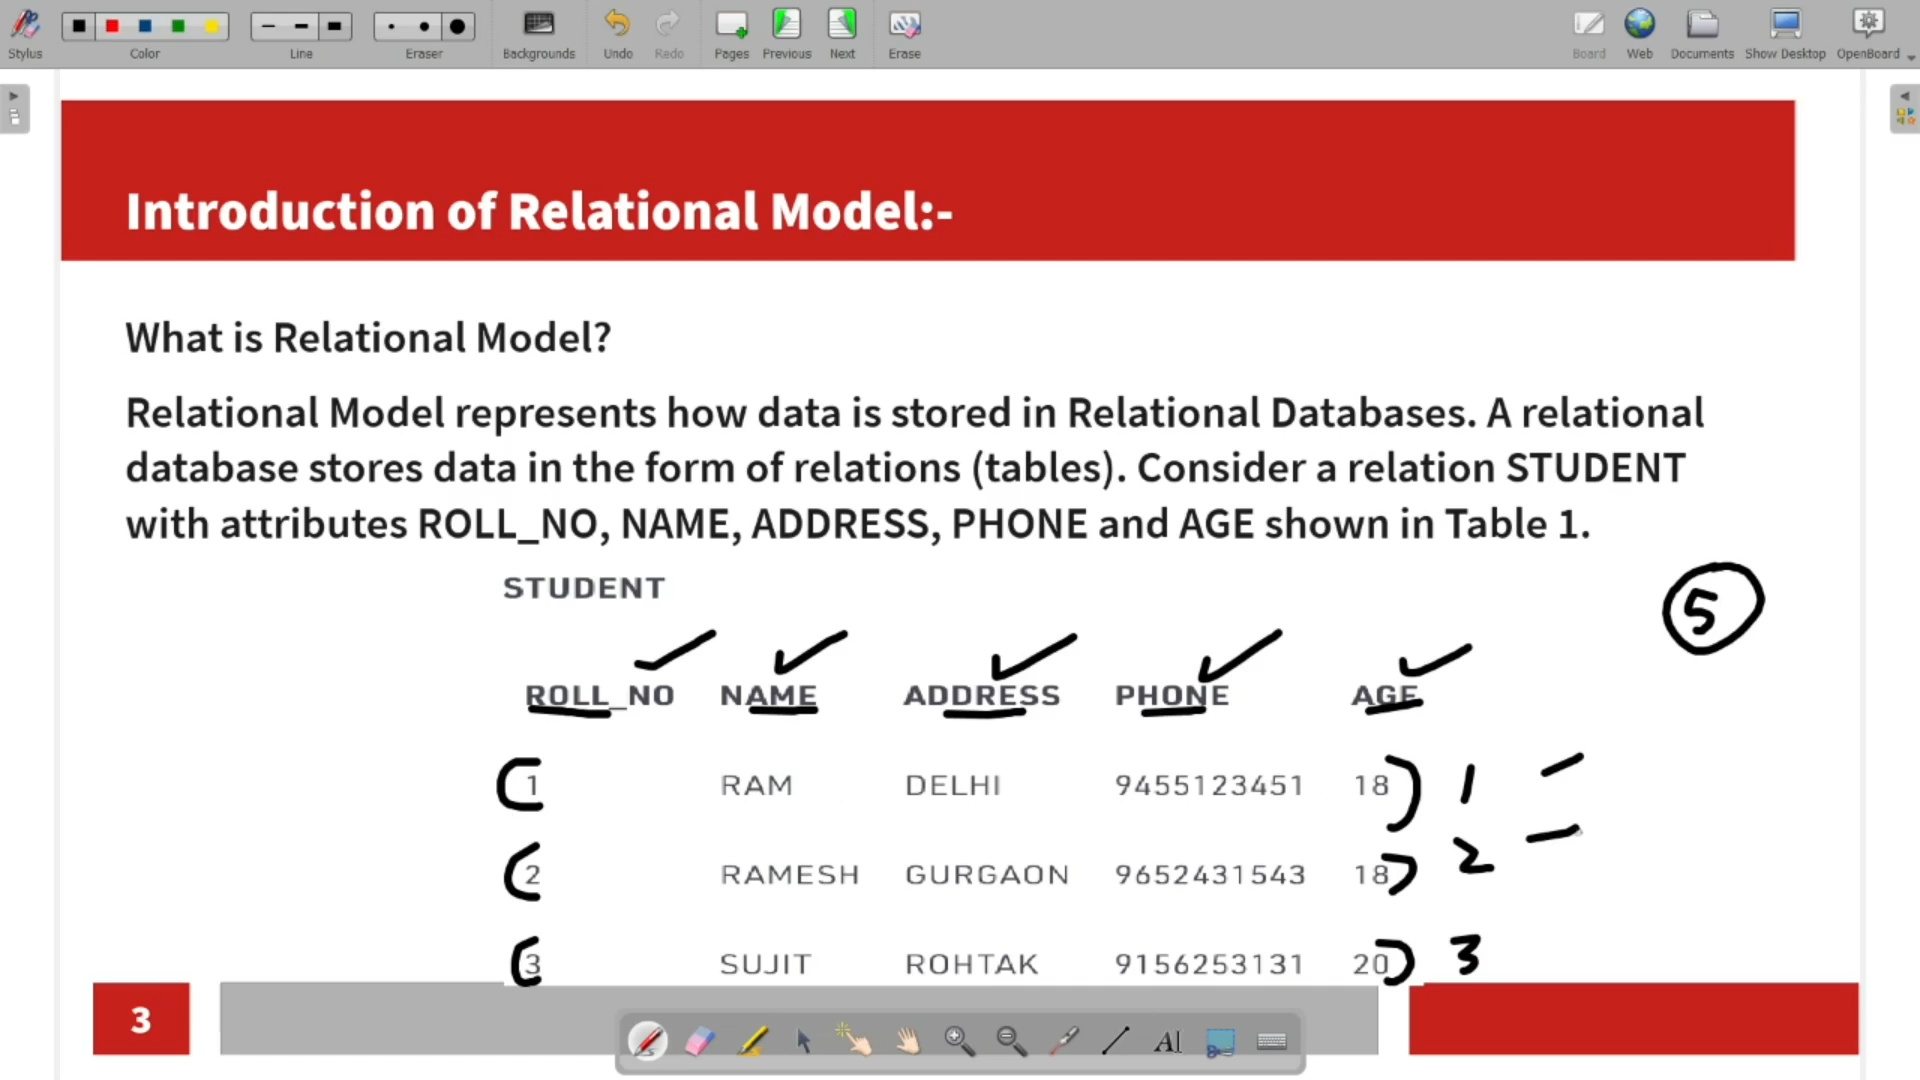 Stylus Color Line Eraser Backgrounds Undo Redo Pages Previous Next Erase Board Web Documents Show Desktop OpenBoard
Introduction of Relational Model:-
What is Relational Model?
Relational Model represents how data is stored in Relational Databases. A relational
database stores data in the form of relations (tables). Consider a relation STUDENT
with attributes ROLL_NO, NAME, ADDRESS, PHONE and AGE shown in Table 1.
STUDENT
5
ROLL_NO NAME ADDRESS PHONE AGE
1 RAM DELHI 9455123451 18 1
2 RAMESH GURGAON 9652431543 18 2
3 SUJIT ROHTAK 9156253131 20 3
3
AI